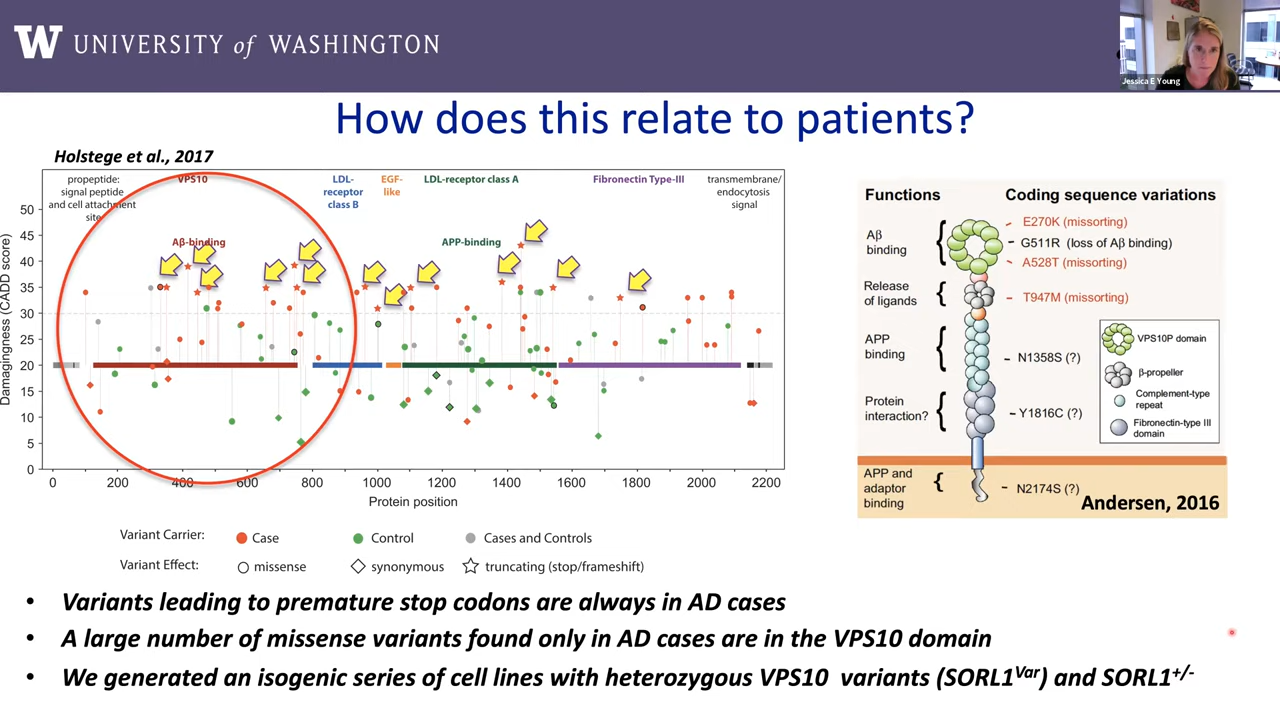 W UNIVERSITY of WASHINGTON
Jessica E Young
How does this relate to patients?
Holstege et al., 2017
propeptide:
signal peptide
and cell attachment
site
VPS10
LDL-
receptor
class B
EGF-
like
LDL-receptor class A
Fibronectin Type-III
transmembrane/
endocytosis
signal
Aβ-binding
APP-binding
Damagingness (CADD score)
50
45
40
35
30
25
20
15
10
5
0
0 200 400 600 800 1000 1200 1400 1600 1800 2000 2200
Protein position
Variant Carrier: Case Control Cases and Controls
Variant Effect: missense synonymous truncating (stop/frameshift)
Functions Coding sequence variations
Aβ
binding
E270K (missorting)
G511R (loss of Aβ binding)
A528T (missorting)
Release
of ligands
T947M (missorting)
APP
binding
N1358S (?)
Protein
interaction?
Y1816C (?)
VPS10P domain
β-propeller
Complement-type
repeat
Fibronectin-type III
domain
APP and
adaptor
binding
N2174S (?)
Andersen, 2016
• Variants leading to premature stop codons are always in AD cases
• A large number of missense variants found only in AD cases are in the VPS10 domain
• We generated an isogenic series of cell lines with heterozygous VPS10 variants (SORL1Var) and SORL1+/-